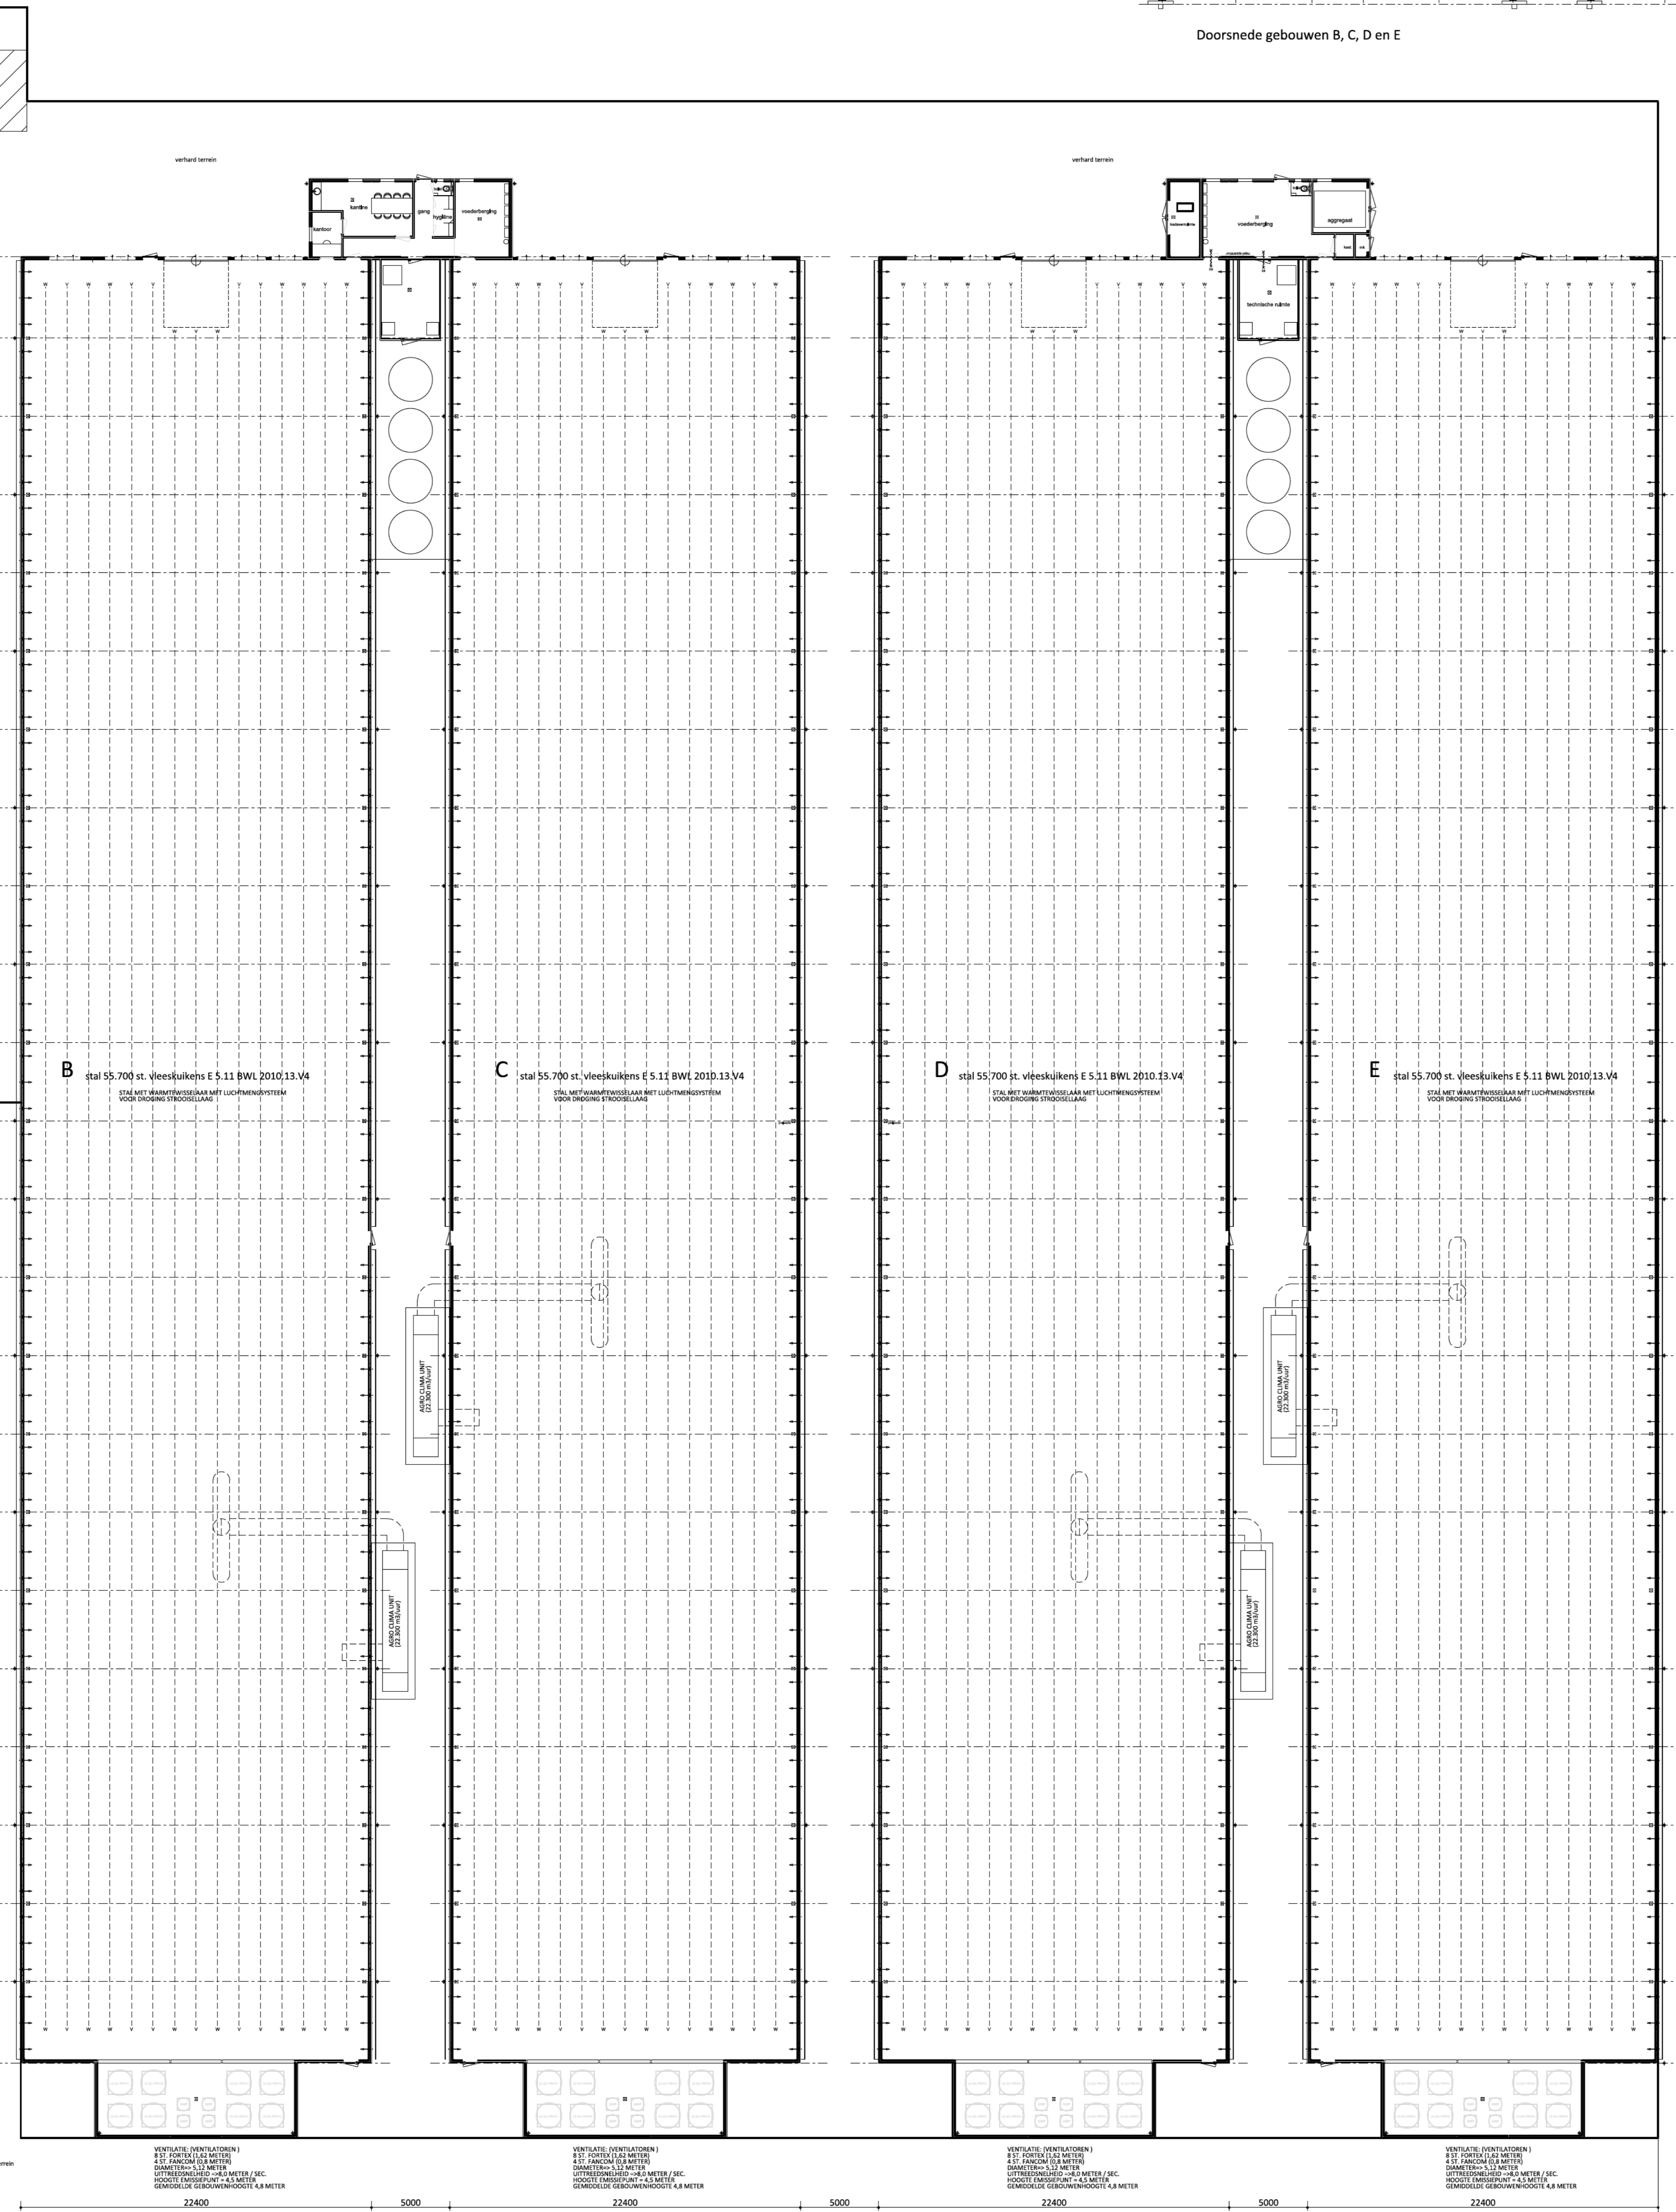 Doorsnede gebouwen B, C, D en E
verhard terrein
verhard terrein
kantine
gang
hygiëne
voederberging
kantoor
voederberging
aggregaat
kadaverruimte
kast
mk
technische ruimte
B stal 55.700 st. vleeskuikens E 5.11 BWL 2010.13.V4
STAL MET WARMTEWISSELAAR MET LUCHTMENGSYSTEEM
VOOR DROGING STROOISELLAAG
C stal 55.700 st. vleeskuikens E 5.11 BWL 2010.13.V4
STAL MET WARMTEWISSELAAR MET LUCHTMENGSYSTEEM
VOOR DROGING STROOISELLAAG
D stal 55.700 st. vleeskuikens E 5.11 BWL 2010.13.V4
STAL MET WARMTEWISSELAAR MET LUCHTMENGSYSTEEM
VOOR DROGING STROOISELLAAG
E stal 55.700 st. vleeskuikens E 5.11 BWL 2010.13.V4
STAL MET WARMTEWISSELAAR MET LUCHTMENGSYSTEEM
VOOR DROGING STROOISELLAAG
AGRO CLIMA UNIT
(22.300 m3/uur)
AGRO CLIMA UNIT
(22.300 m3/uur)
AGRO CLIMA UNIT
(22.300 m3/uur)
AGRO CLIMA UNIT
(22.300 m3/uur)
VENTILATIE: (VENTILATOREN )
8 ST. FORTEX (1,62 METER)
4 ST. FANCOM (0,8 METER)
DIAMETER=> 5,12 METER
UITTREEDSNELHEID ->8,0 METER / SEC.
HOOGTE EMISSIEPUNT = 4,5 METER
GEMIDDELDE GEBOUWENHOOGTE 4,8 METER
VENTILATIE: (VENTILATOREN )
8 ST. FORTEX (1,62 METER)
4 ST. FANCOM (0,8 METER)
DIAMETER=> 5,12 METER
UITTREEDSNELHEID ->8,0 METER / SEC.
HOOGTE EMISSIEPUNT = 4,5 METER
GEMIDDELDE GEBOUWENHOOGTE 4,8 METER
VENTILATIE: (VENTILATOREN )
8 ST. FORTEX (1,62 METER)
4 ST. FANCOM (0,8 METER)
DIAMETER=> 5,12 METER
UITTREEDSNELHEID ->8,0 METER / SEC.
HOOGTE EMISSIEPUNT = 4,5 METER
GEMIDDELDE GEBOUWENHOOGTE 4,8 METER
VENTILATIE: (VENTILATOREN )
8 ST. FORTEX (1,62 METER)
4 ST. FANCOM (0,8 METER)
DIAMETER=> 5,12 METER
UITTREEDSNELHEID ->8,0 METER / SEC.
HOOGTE EMISSIEPUNT = 4,5 METER
GEMIDDELDE GEBOUWENHOOGTE 4,8 METER
22400 5000 22400 5000 22400 5000 22400